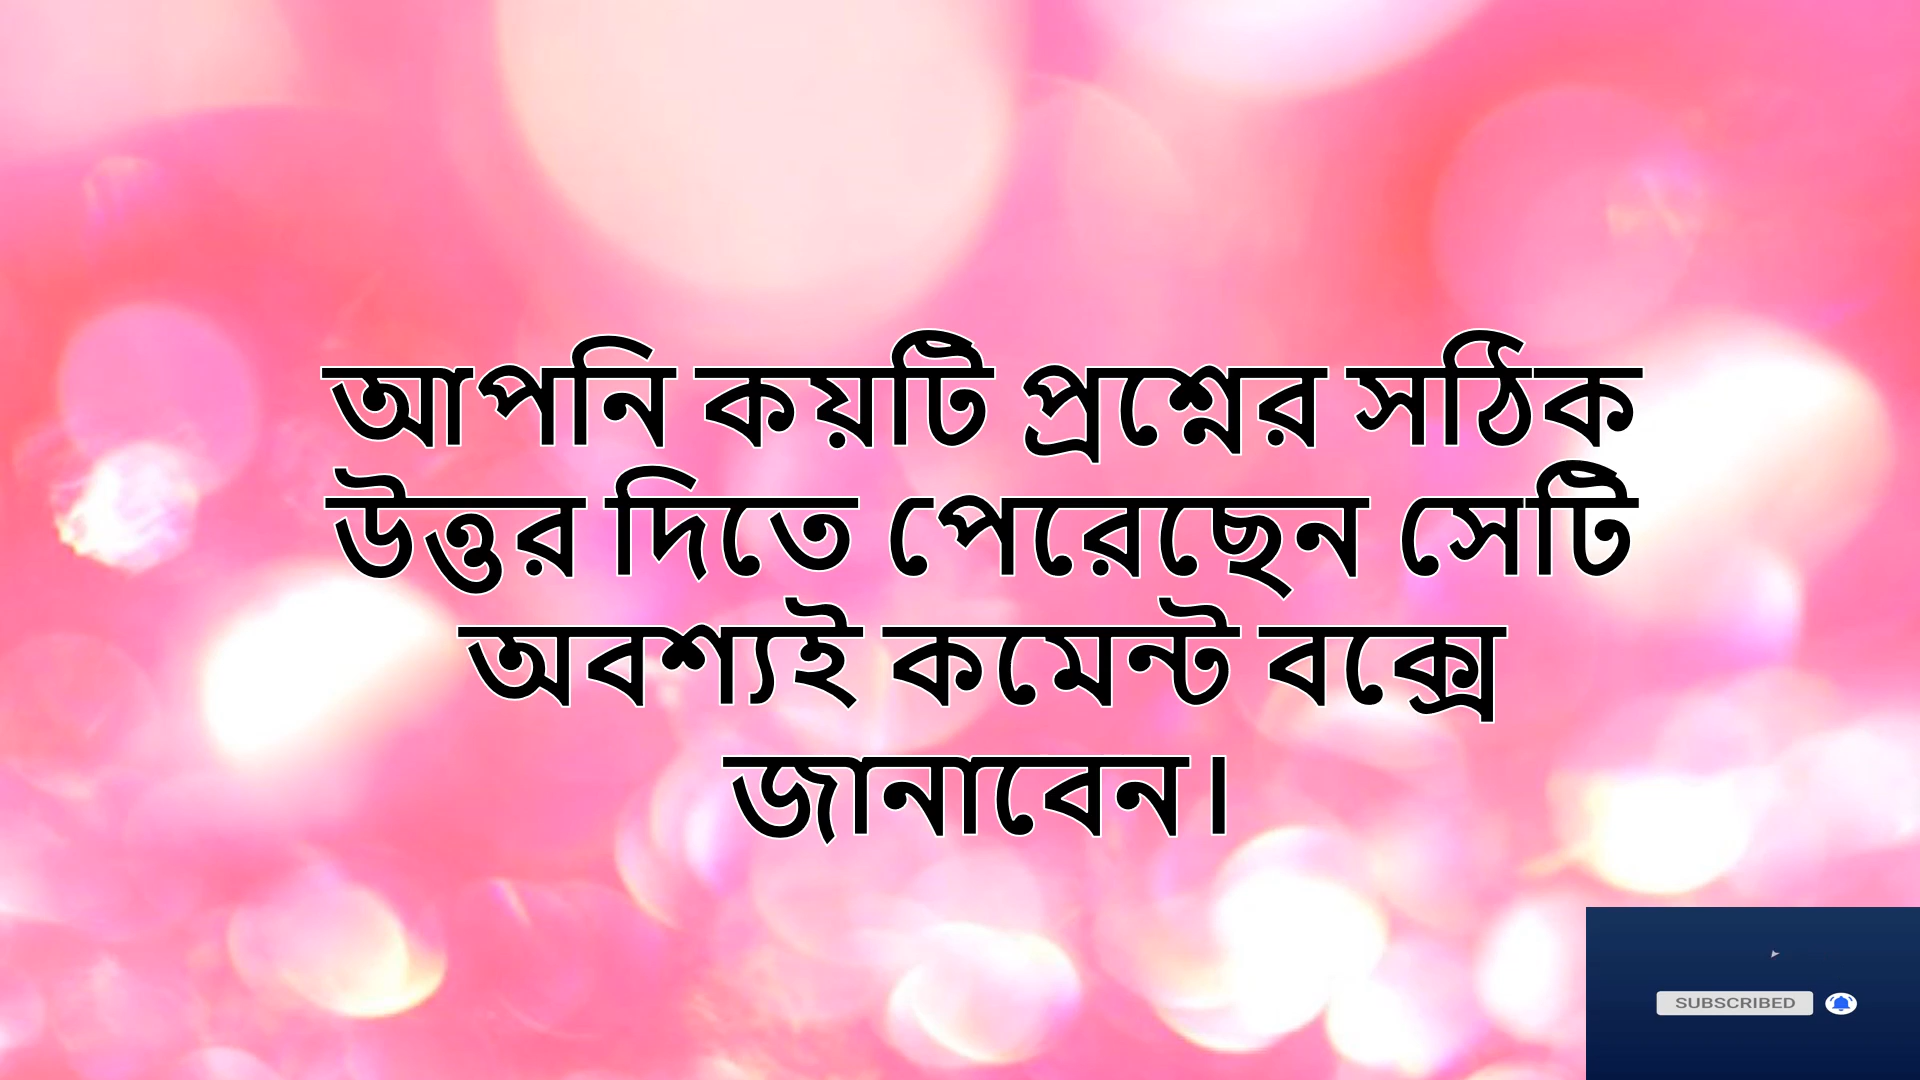 আপনি কয়টি প্রশ্নের সঠিক
উত্তর দিতে পেরেছেন সেটি
অবশ্যই কমেন্ট বক্সে
জানাবেন।
SUBSCRIBED